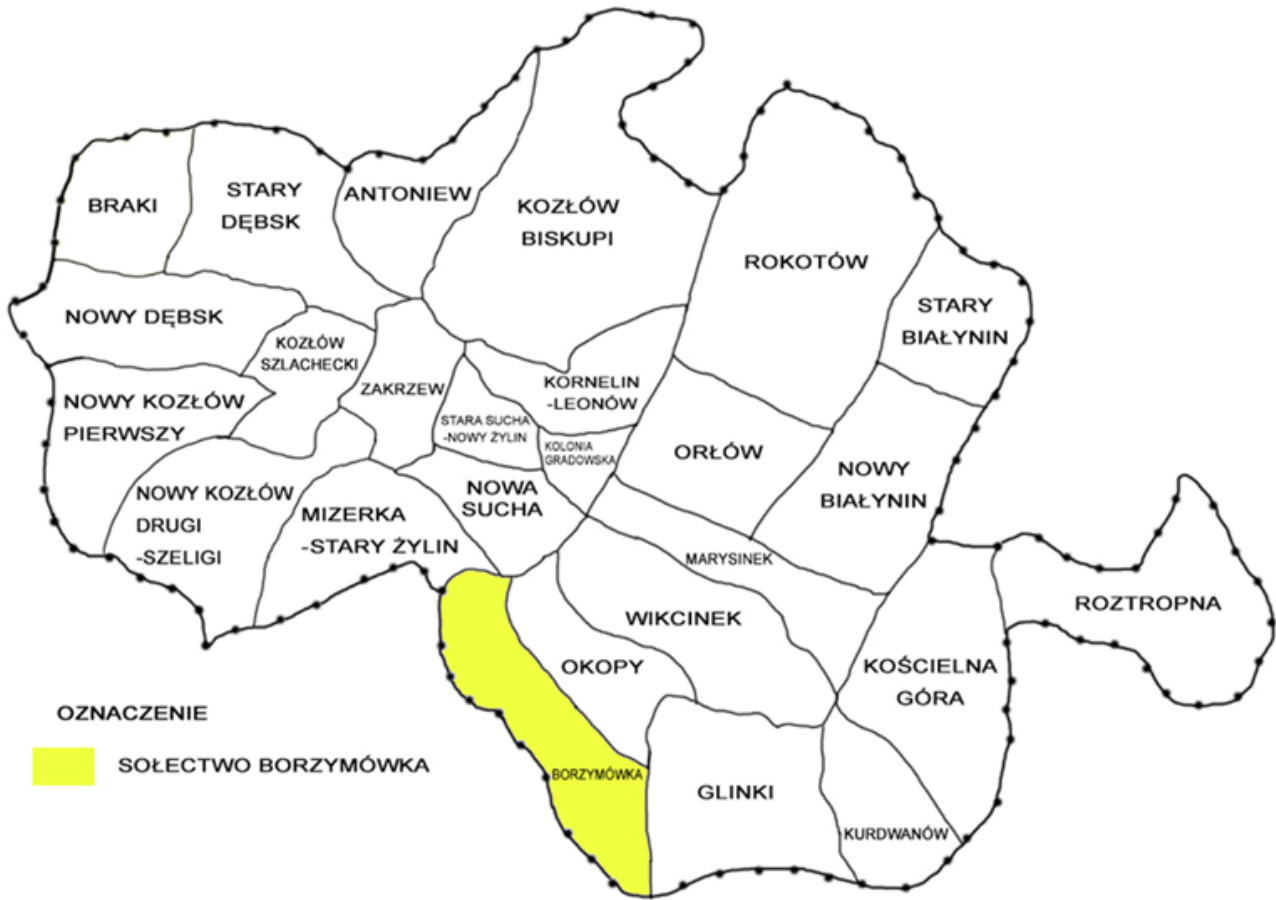 BRAKI
STARY
DĘBSK
ANTONIEW
KOZŁÓW
BISKUPI
ROKOTÓW
STARY
BIAŁYNIN
NOWY DĘBSK
KOZŁÓW
SZLACHECKI
ZAKRZEW
KORNELIN
-LEONÓW
NOWY KOZŁÓW
PIERWSZY
STARA SUCHA
-NOWY ŻYLIN
KOLONIA
GRADOWSKA
ORŁÓW
NOWY
BIAŁYNIN
NOWY KOZŁÓW
DRUGI
-SZELIGI
MIZERKA
-STARY ŻYLIN
NOWA
SUCHA
MARYSINEK
WIKCINEK
ROZTROPNA
OKOPY
KOŚCIELNA
GÓRA
BORZYMÓWKA
GLINKI
KURDWANÓW
OZNACZENIE
SOŁECTWO BORZYMÓWKA